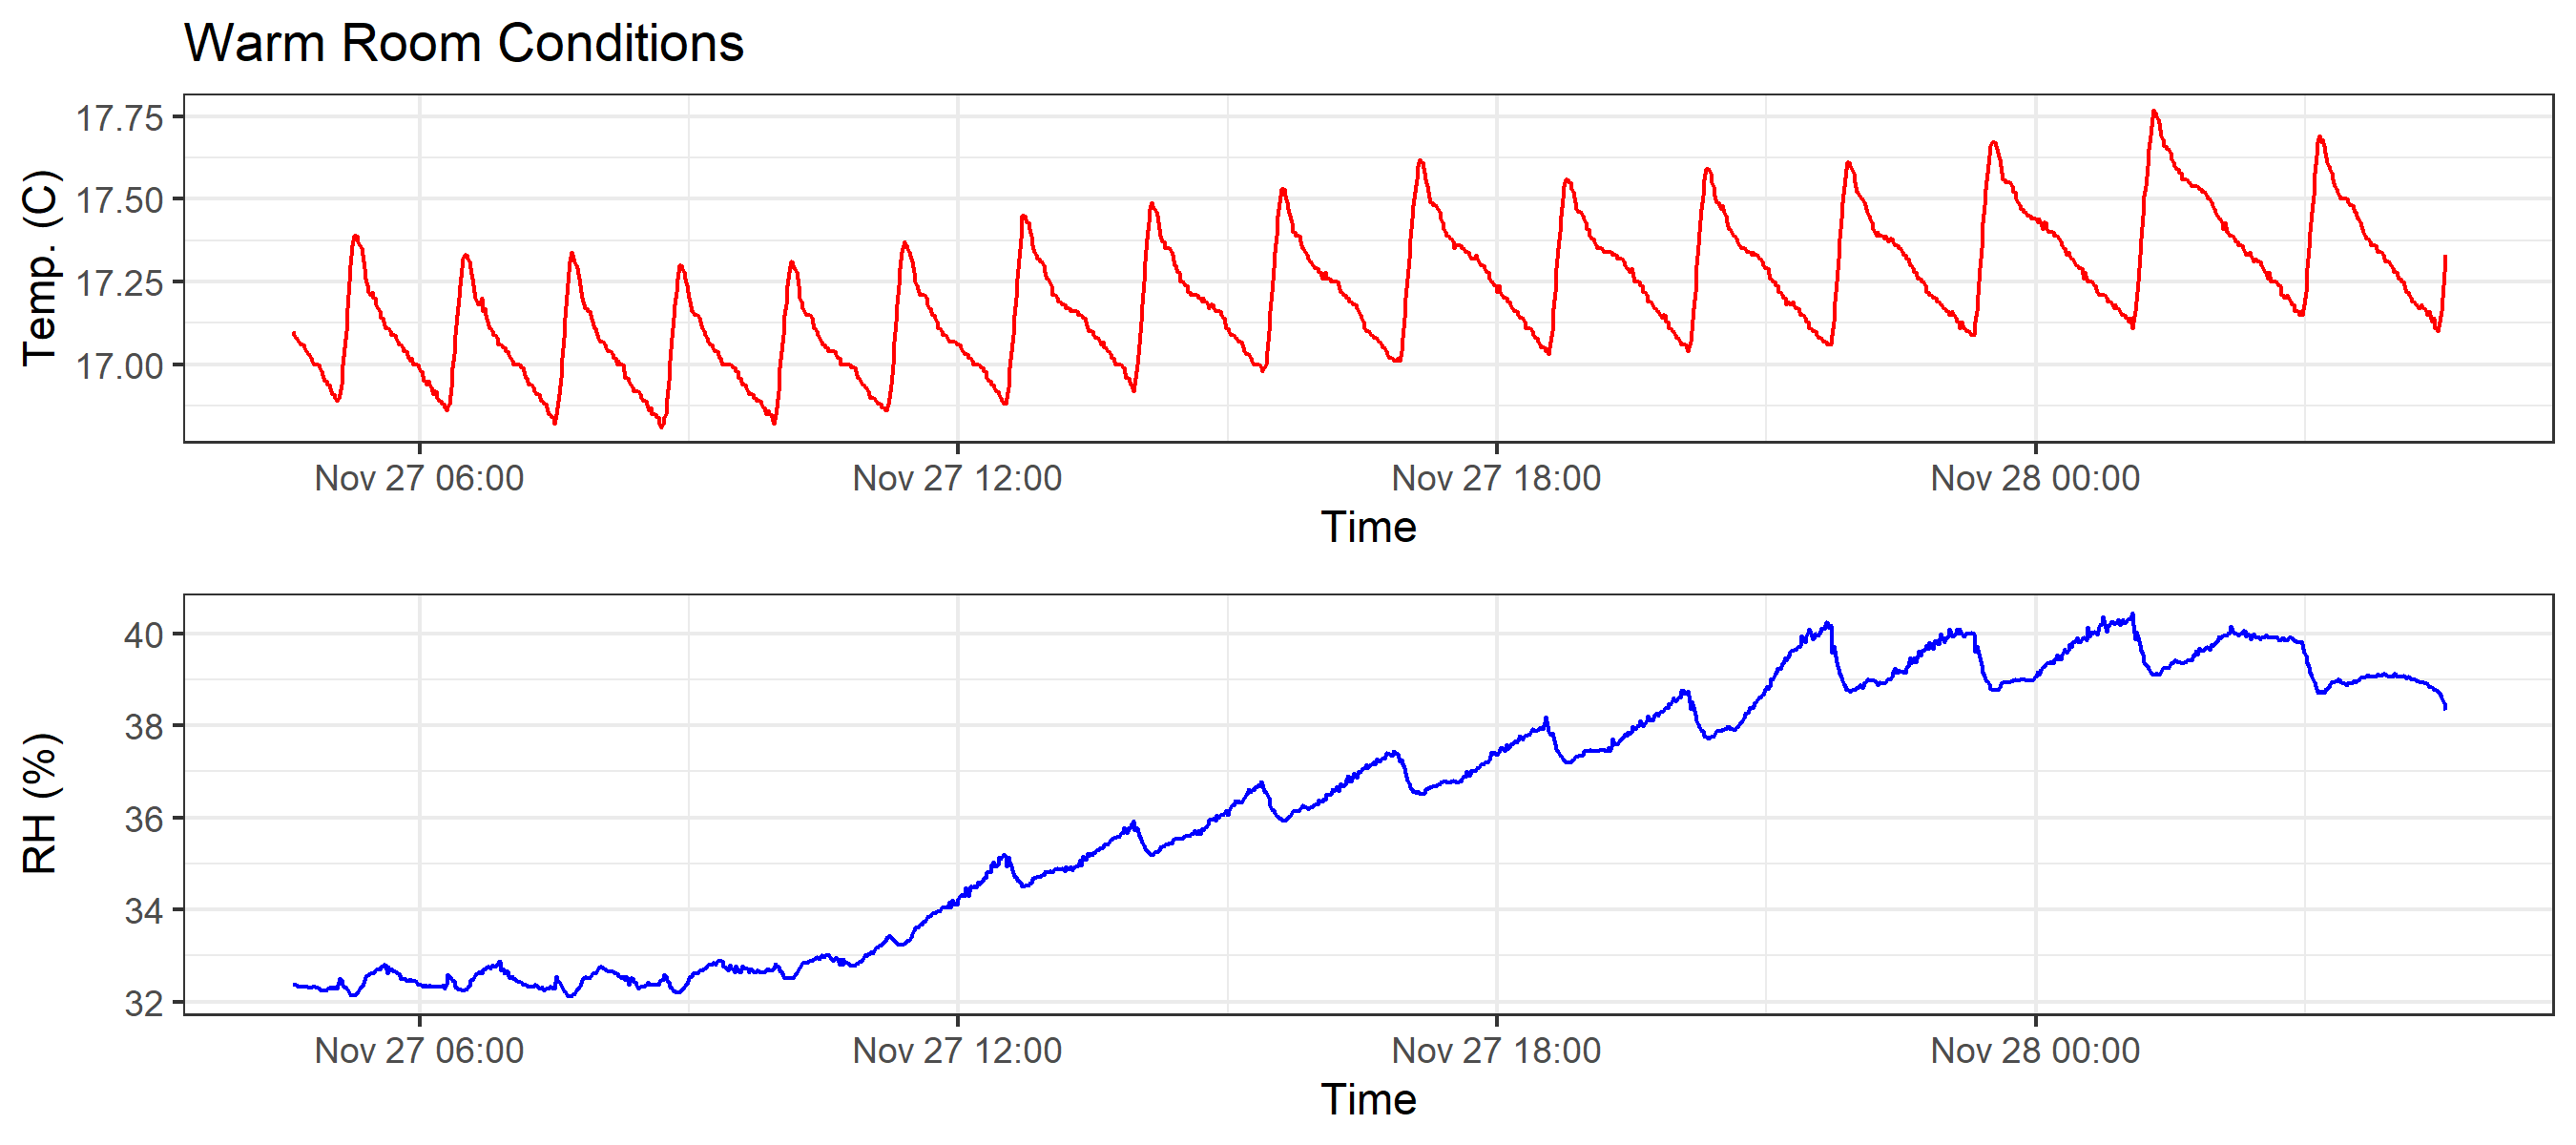 Warm Room Conditions
Temp. (C)
17.75
17.50
17.25
17.00
Nov 27 06:00 Nov 27 12:00 Nov 27 18:00 Nov 28 00:00
Time
RH (%)
40
38
36
34
32
Nov 27 06:00 Nov 27 12:00 Nov 27 18:00 Nov 28 00:00
Time